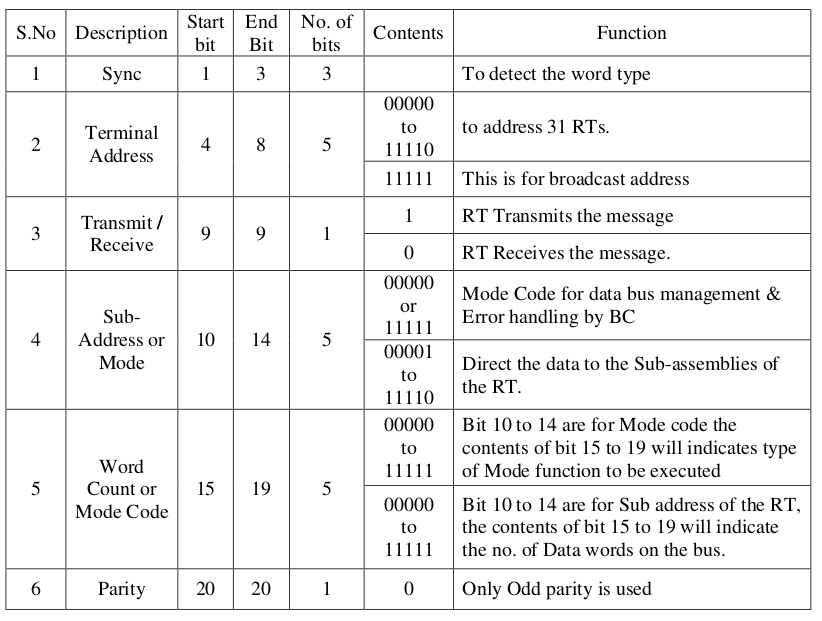 S.No Description Start bit End Bit No. of bits Contents Function
1 Sync 1 3 3 To detect the word type
2 Terminal Address 4 8 5
00000 to 11110 to address 31 RTs.
11111 This is for broadcast address
3 Transmit / Receive 9 9 1
1 RT Transmits the message
0 RT Receives the message.
4 Sub-Address or Mode 10 14 5
00000 or 11111 Mode Code for data bus management &
Error handling by BC
00001 to 11110 Direct the data to the Sub-assemblies of
the RT.
5 Word Count or Mode Code 15 19 5
00000 to 11111 Bit 10 to 14 are for Mode code the
contents of bit 15 to 19 will indicates type
of Mode function to be executed
00000 to 11111 Bit 10 to 14 are for Sub address of the RT,
the contents of bit 15 to 19 will indicate
the no. of Data words on the bus.
6 Parity 20 20 1 0 Only Odd parity is used